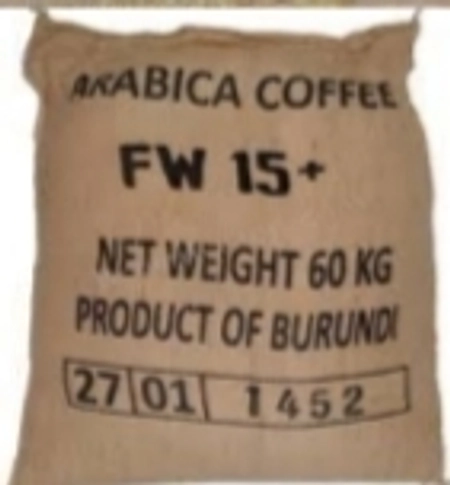 ARABICA COFFEE
FW 15+
NET WEIGHT 60 KG
PRODUCT OF BURUNDI
27 01 1452